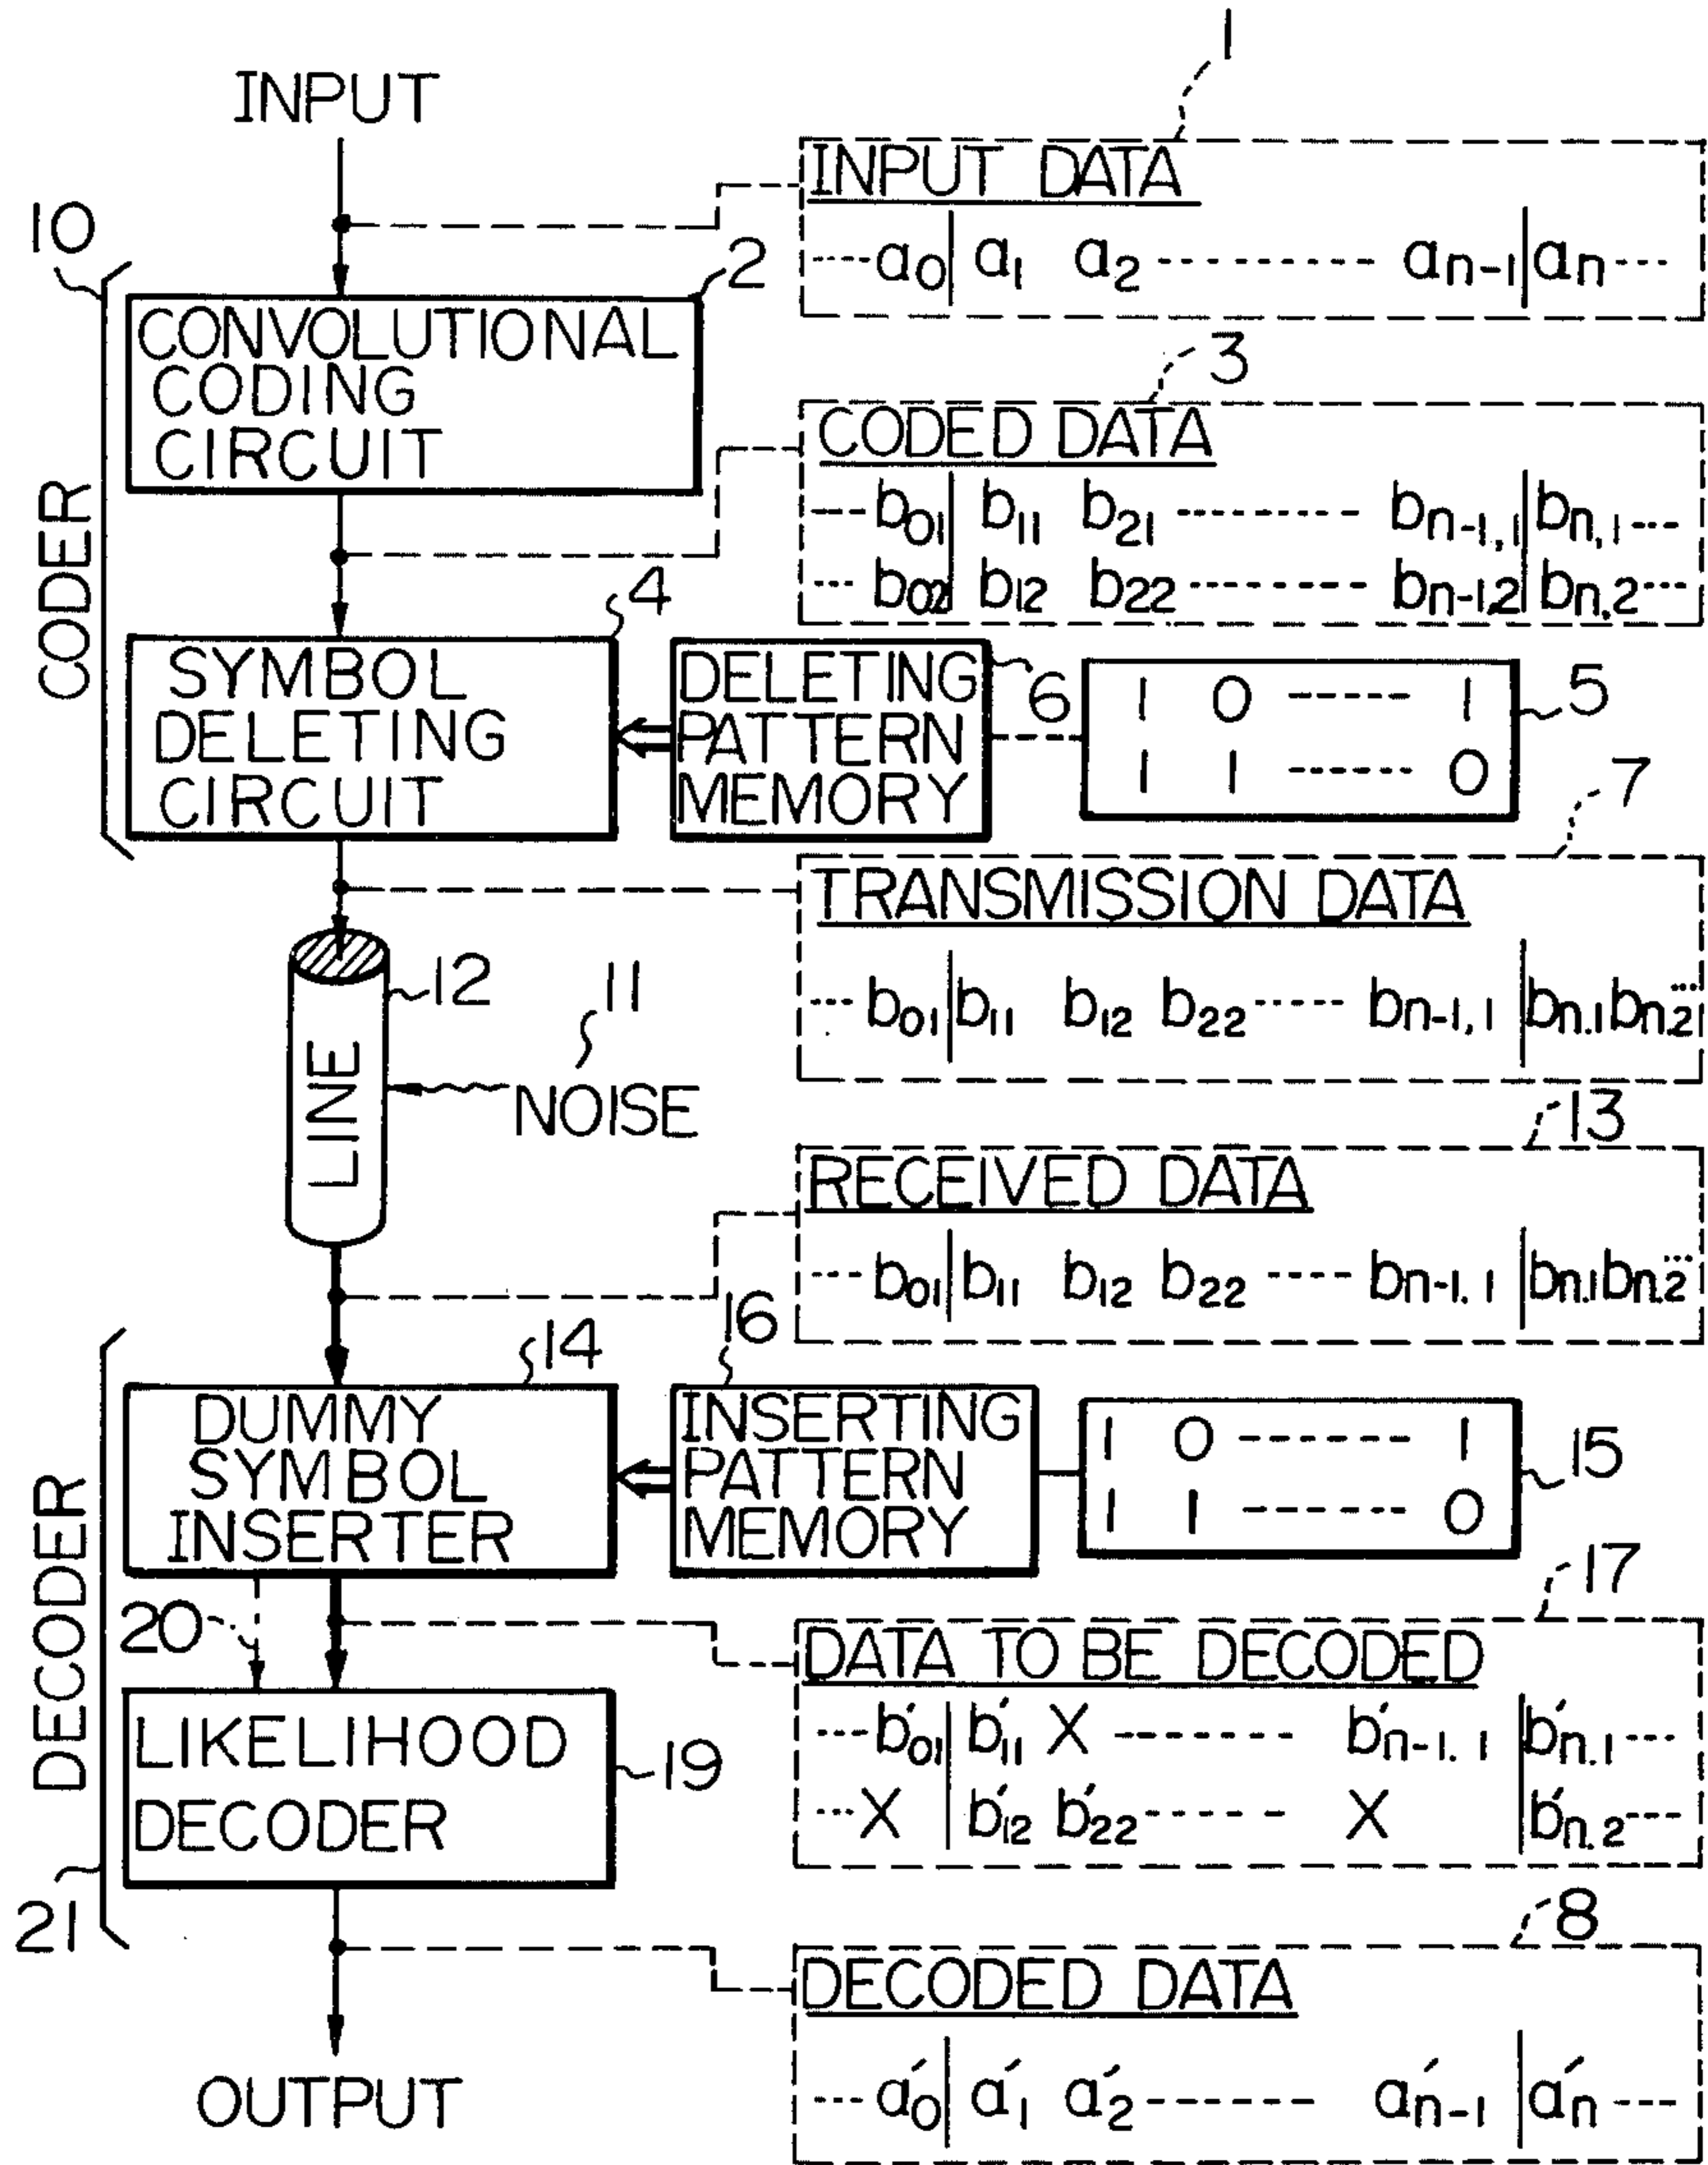 1
INPUT
INPUT DATA
---- a0 | a1 a2 ---------- an-1 | an ---
10
2
CONVOLUTIONAL
CODING
CIRCUIT
3
CODED DATA
--- b01 | b11 b21 --------- bn-1,1 | bn,1 ---
--- b02 | b12 b22 --------- bn-1,2 | bn,2 ---
CODER
4
SYMBOL
DELETING
CIRCUIT
DELETING
PATTERN
MEMORY
6
1 0 ----- 1
1 1 ----- 0
5
7
TRANSMISSION DATA
--- b01 | b11 b12 b22 ----- bn-1,1 | bn.1 bn.2 ...
12
11
LINE
NOISE
13
RECEIVED DATA
---- b01 | b11 b12 b22 ----- bn-1.1 | bn.1 bn.2 ...
14
16
DUMMY
SYMBOL
INSERTER
INSERTING
PATTERN
MEMORY
1 0 ------- 1
1 1 ------ 0
15
DECODER
17
20
DATA TO BE DECODED
--- b'01 | b'11 X ------- b'n-1.1 | b'n.1 ---
--- X | b'12 b'22 ------ X | b'n.2 ---
LIKELIHOOD
DECODER
19
21
8
DECODED DATA
--- a'0 | a'1 a'2 ------- a'n-1 | a'n ----
OUTPUT